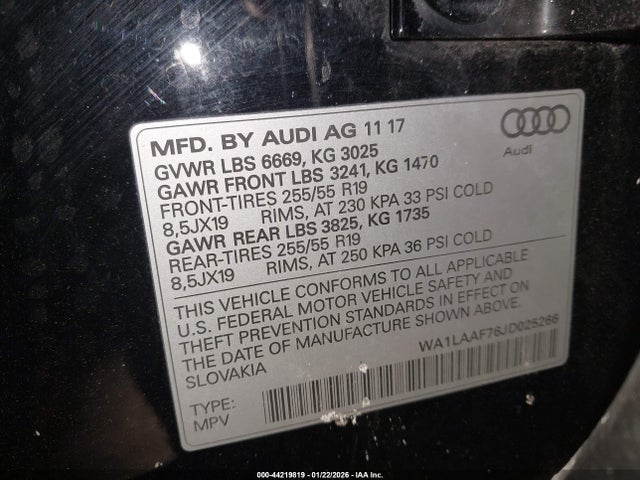 MFD. BY AUDI AG 11 17
GVWR LBS 6669, KG 3025
GAWR FRONT LBS 3241, KG 1470
FRONT-TIRES 255/55 R19
8,5JX19 RIMS, AT 230 KPA 33 PSI COLD
GAWR REAR LBS 3825, KG 1735
REAR-TIRES 255/55 R19
8,5JX19 RIMS, AT 250 KPA 36 PSI COLD
Audi
THIS VEHICLE CONFORMS TO ALL APPLICABLE
U.S. FEDERAL MOTOR VEHICLE SAFETY AND
THEFT PREVENTION STANDARDS IN EFFECT ON
THE DATE OF MANUFACTURE SHOWN ABOVE.
SLOVAKIA
WA1LAAF76JD025266
TYPE:
MPV
000-44219819 - 01/22/2026 - IAA Inc.